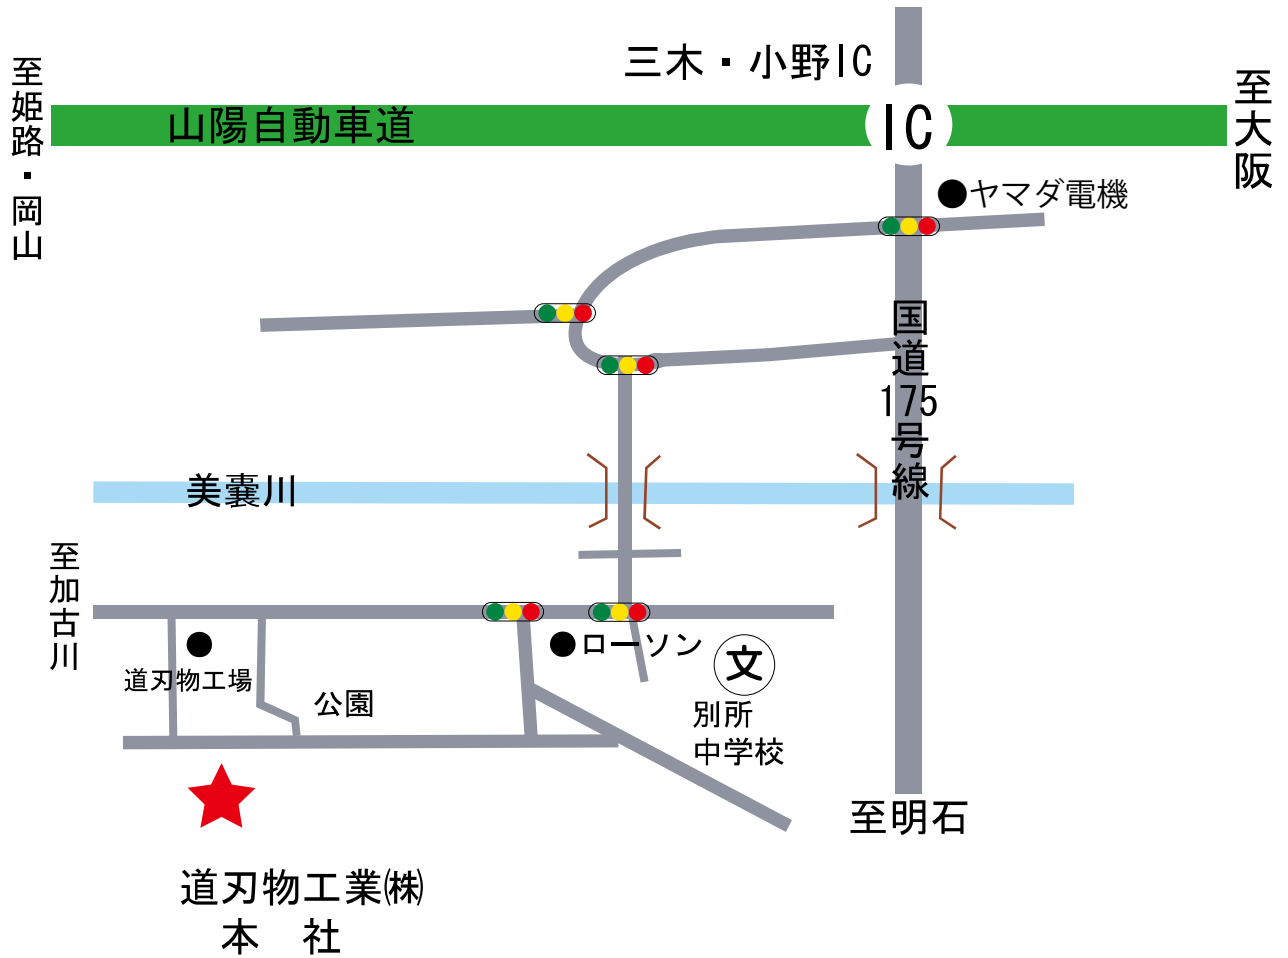 三木・小野IC
至姫路・岡山
山陽自動車道
IC
至大阪
ヤマダ電機
国道175号線
美嚢川
至加古川
ローソン
文
道刃物工場
公園
別所
中学校
至明石
道刃物工業㈱
本　社